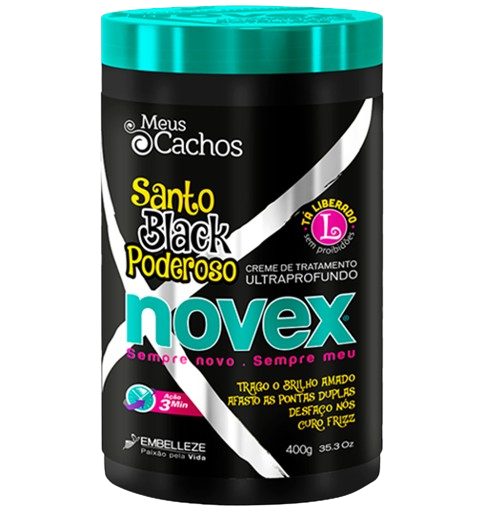 Meus
Cachos
Santo
Black
Poderoso
TÁ LIBERADO
L
sem proibidões
CREME DE TRATAMENTO
ULTRAPROFUNDO
novex®
Sempre novo . Sempre meu
TRAGO O BRILHO AMADO
AFASTO AS PONTAS DUPLAS
DESFAÇO NÓS
CURO FRIZZ
Ação
3 Min
EMBELLEZE
Paixão pela Vida
400g 35.3 Oz